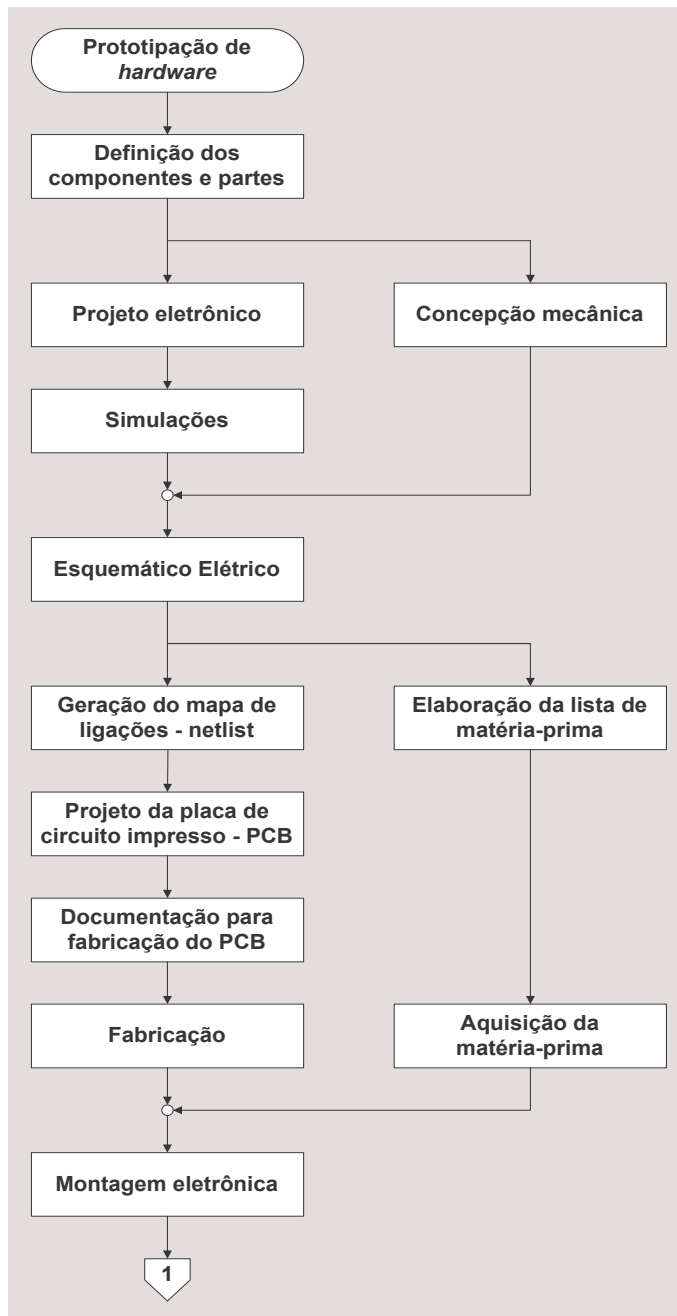 Prototipação de
hardware
Definição dos
componentes e partes
Projeto eletrônico
Concepção mecânica
Simulações
Esquemático Elétrico
Geração do mapa de
ligações - netlist
Elaboração da lista de
matéria-prima
Projeto da placa de
circuito impresso - PCB
Documentação para
fabricação do PCB
Fabricação
Aquisição da
matéria-prima
Montagem eletrônica
1